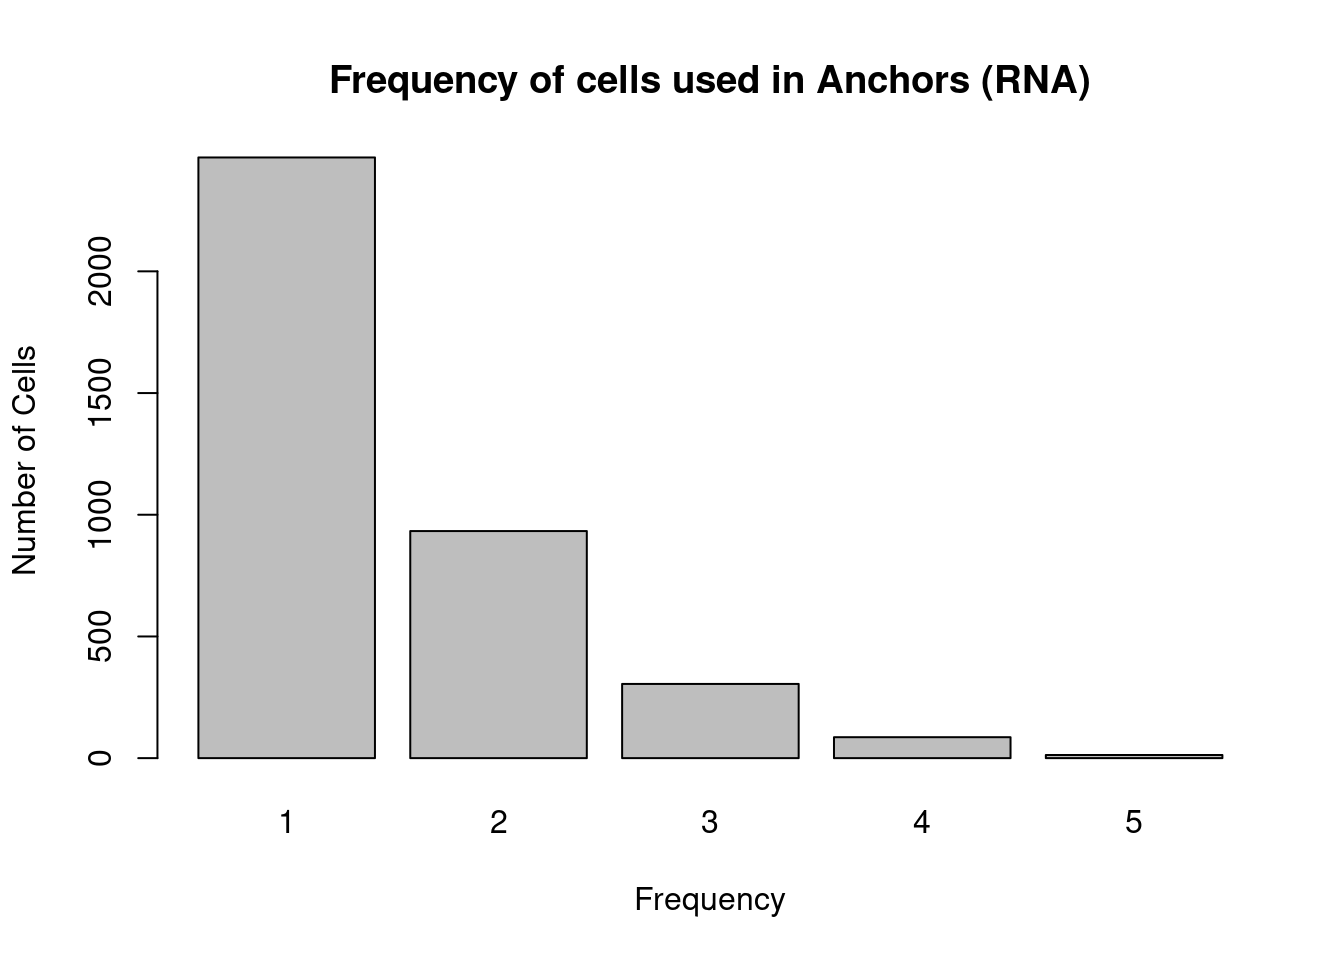 Frequency of cells used in Anchors (RNA)
Number of Cells
2000
1500
1000
500
0
1 2 3 4 5
Frequency